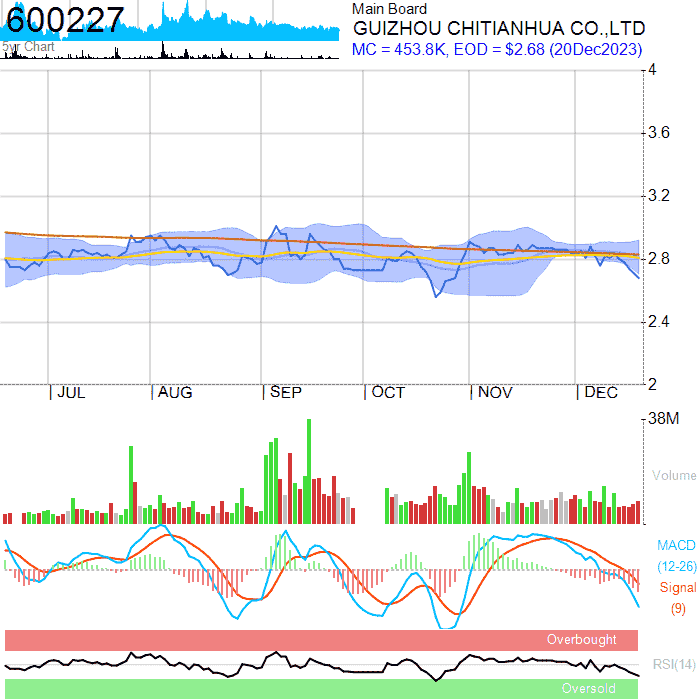 600227
5yr Chart
Main Board
GUIZHOU CHITIANHUA CO.,LTD
MC = 453.8K, EOD = $2.68 (20Dec2023)
4
3.6
3.2
2.8
2.4
2
JUL AUG SEP OCT NOV DEC
38M
Volume
MACD
(12-26)
Signal
(9)
Overbought
RSI(14)
Oversold